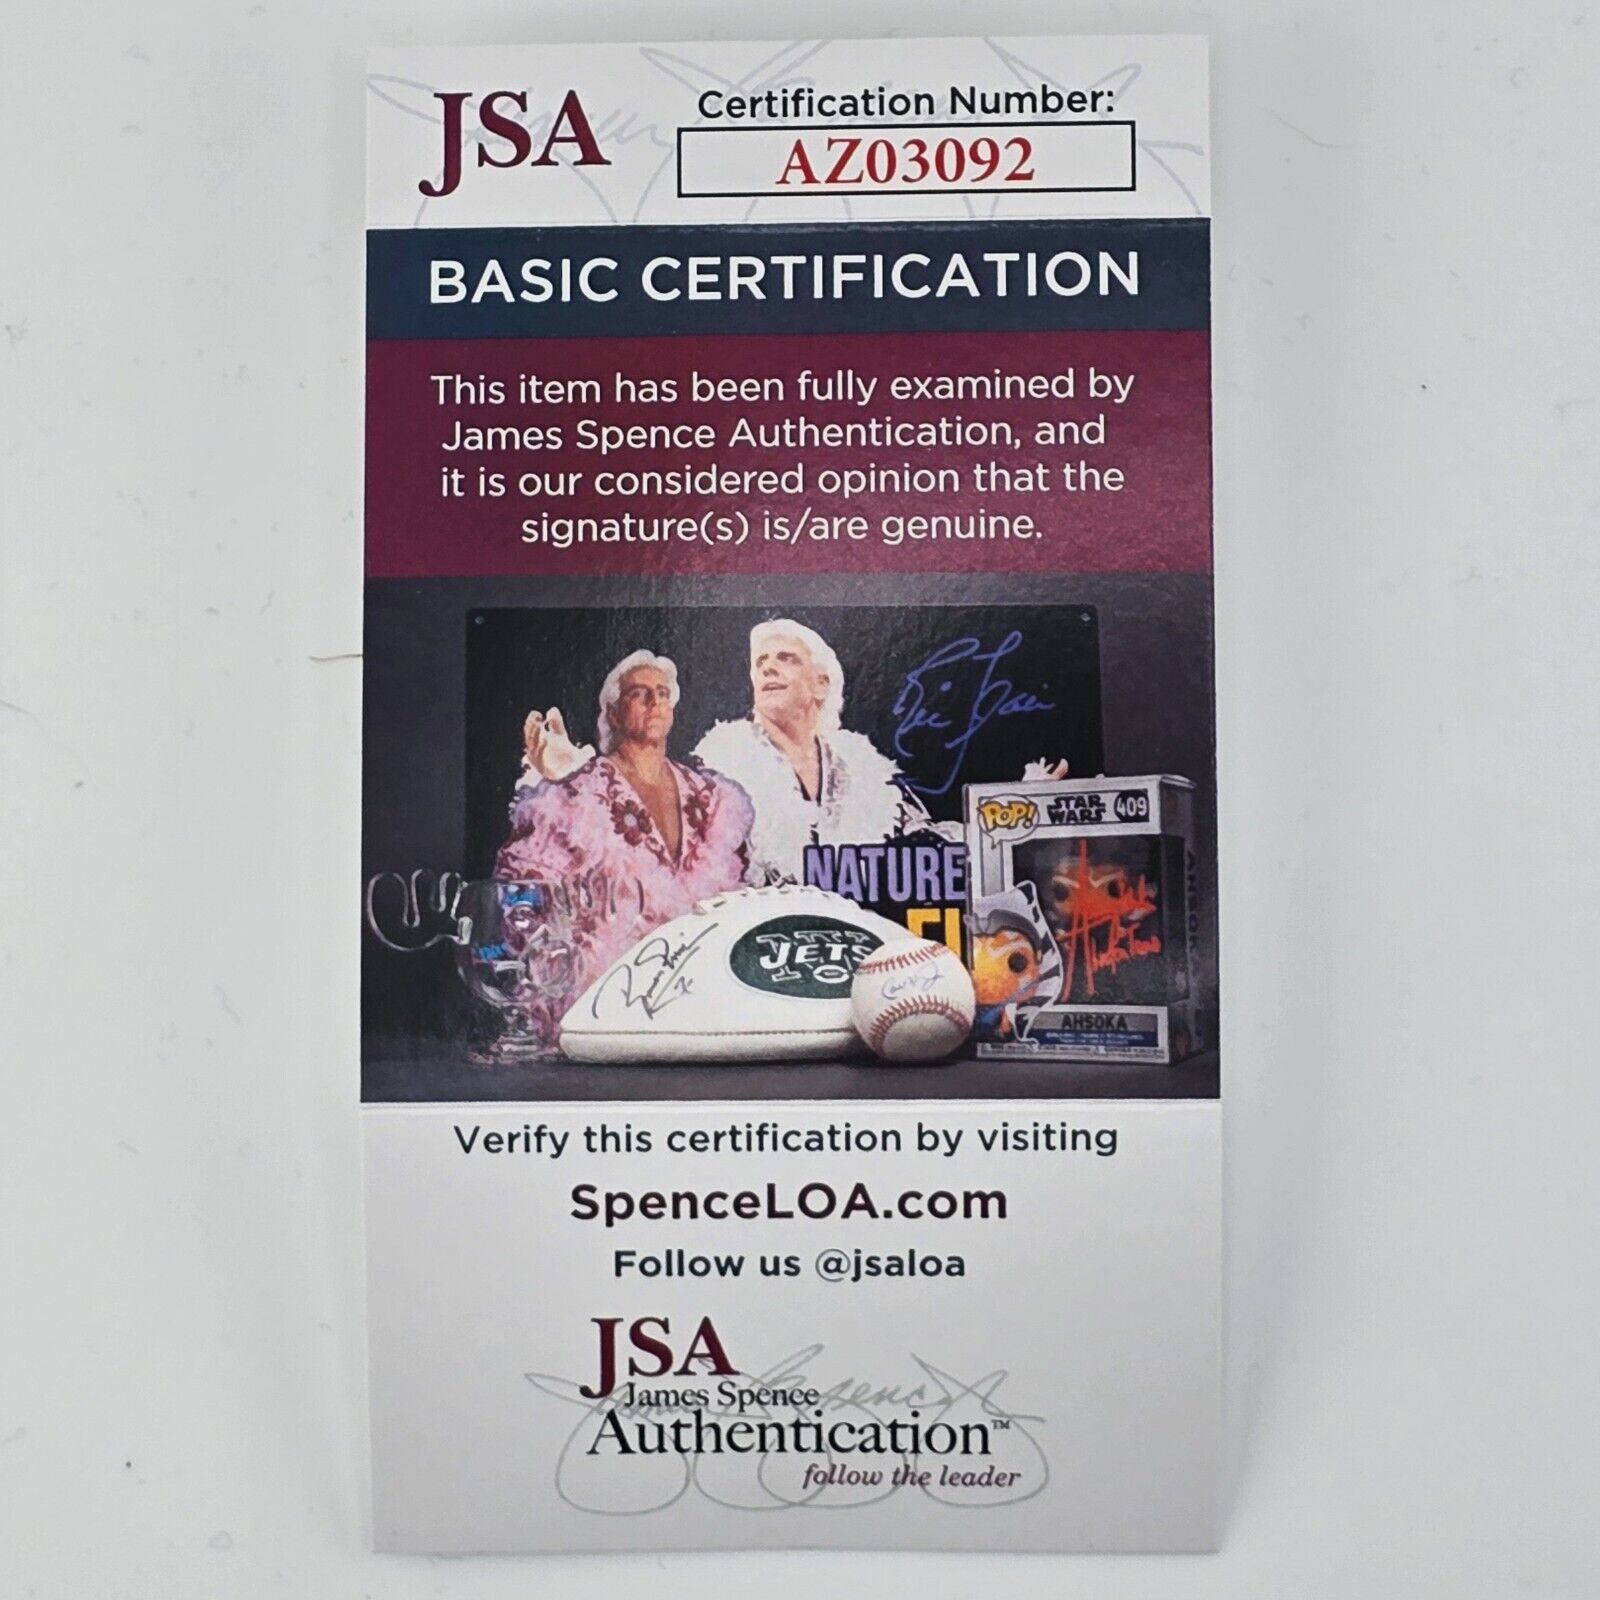 JSA
Certification Number:
AZ03092
BASIC CERTIFICATION
This item has been fully examined by
James Spence Authentication, and
it is our considered opinion that the
signature(s) is/are genuine.
Ric Flair
POP!
STAR
WARS
409
NATURE
JETS
AHSOKA
Verify this certification by visiting
SpenceLOA.com
Follow us @jsaloa
JSA
James Spence
Authentication™
follow the leader